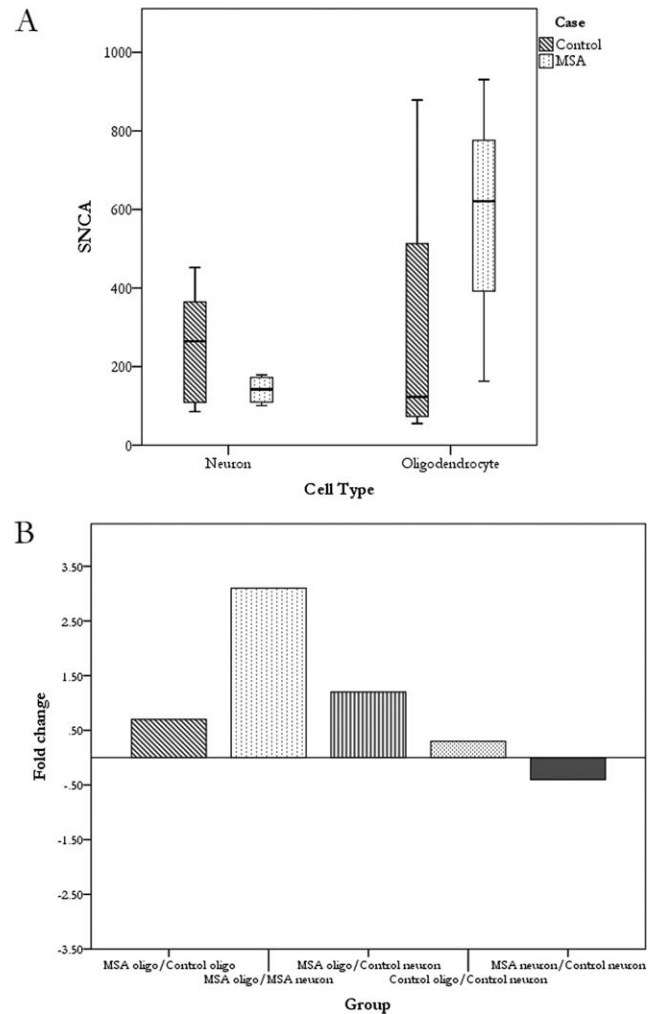 A
Case
Control
MSA
1000
800
600
400
200
0
SNCA
Neuron
Oligodendrocyte
Cell Type
B
3.50
2.50
1.50
.50
-.50
-1.50
-2.50
-3.50
Fold change
MSA oligo/Control oligo
MSA oligo/MSA neuron
MSA oligo/Control neuron
Control oligo/Control neuron
MSA neuron/Control neuron
Group